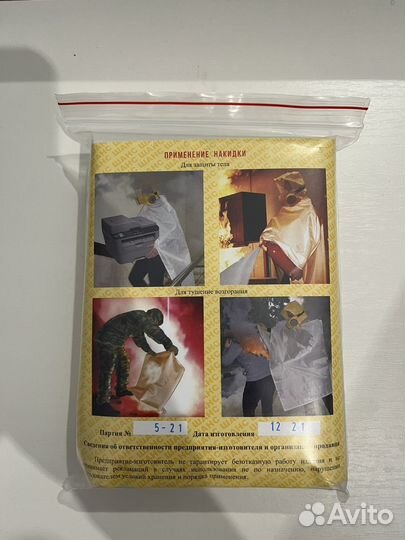 ПРИМЕНЕНИЕ НАКИДКИ
Для защиты тела
Для тушение возгорания
Партия № 5-21 Дата изготовления 12 21
Сведения об ответственности предприятия-изготовителя и организации продавца
Предприятие-изготовитель не гарантирует безотказную работу изделия и не
принимает рекламаций в случаях использования не по назначению, нарушения
условий хранения и порядка применения.
Avito